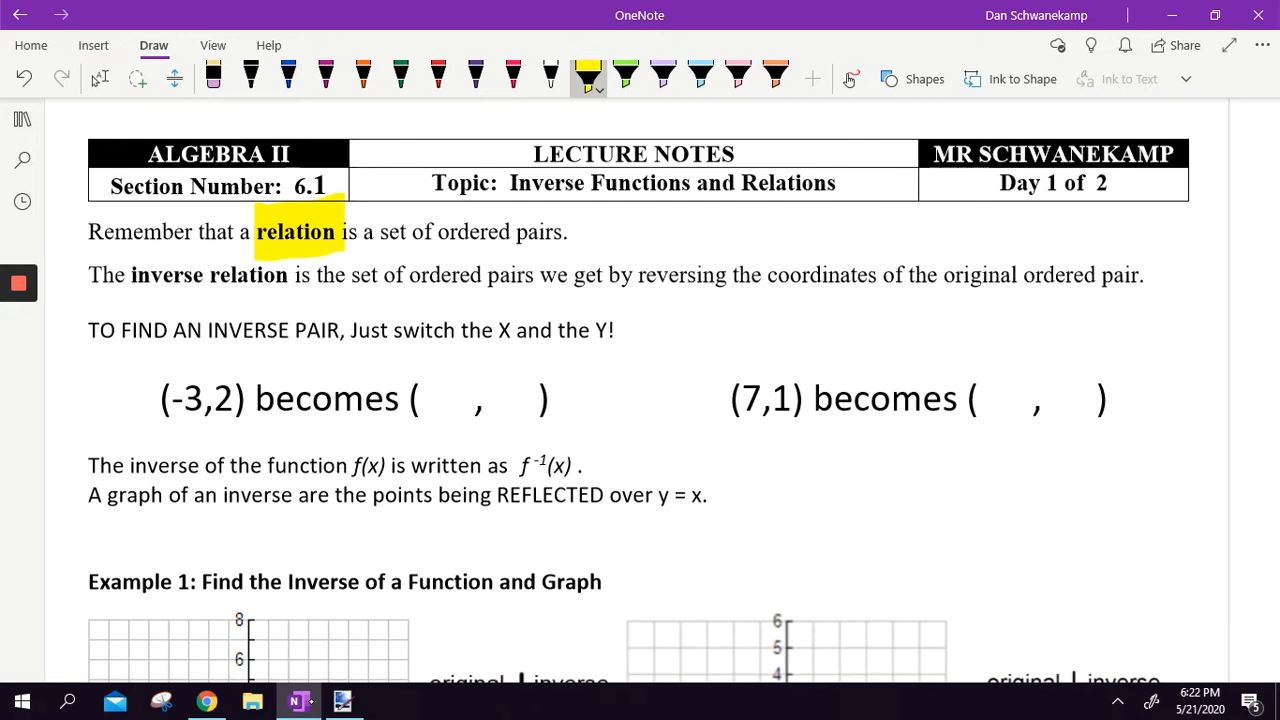 OneNote
Dan Schwanekamp
Home Insert Draw View Help
Share
Shapes Ink to Shape Ink to Text
ALGEBRA II LECTURE NOTES MR SCHWANEKAMP
Section Number: 6.1 Topic: Inverse Functions and Relations Day 1 of 2
Remember that a relation is a set of ordered pairs.
The inverse relation is the set of ordered pairs we get by reversing the coordinates of the original ordered pair.
TO FIND AN INVERSE PAIR, Just switch the X and the Y!
(-3,2) becomes ( , ) (7,1) becomes ( , )
The inverse of the function f(x) is written as f -1(x) .
A graph of an inverse are the points being REFLECTED over y = x.
Example 1: Find the Inverse of a Function and Graph
8 6
6 5
4
original inverse original inverse
6:22 PM
5/21/2020
5